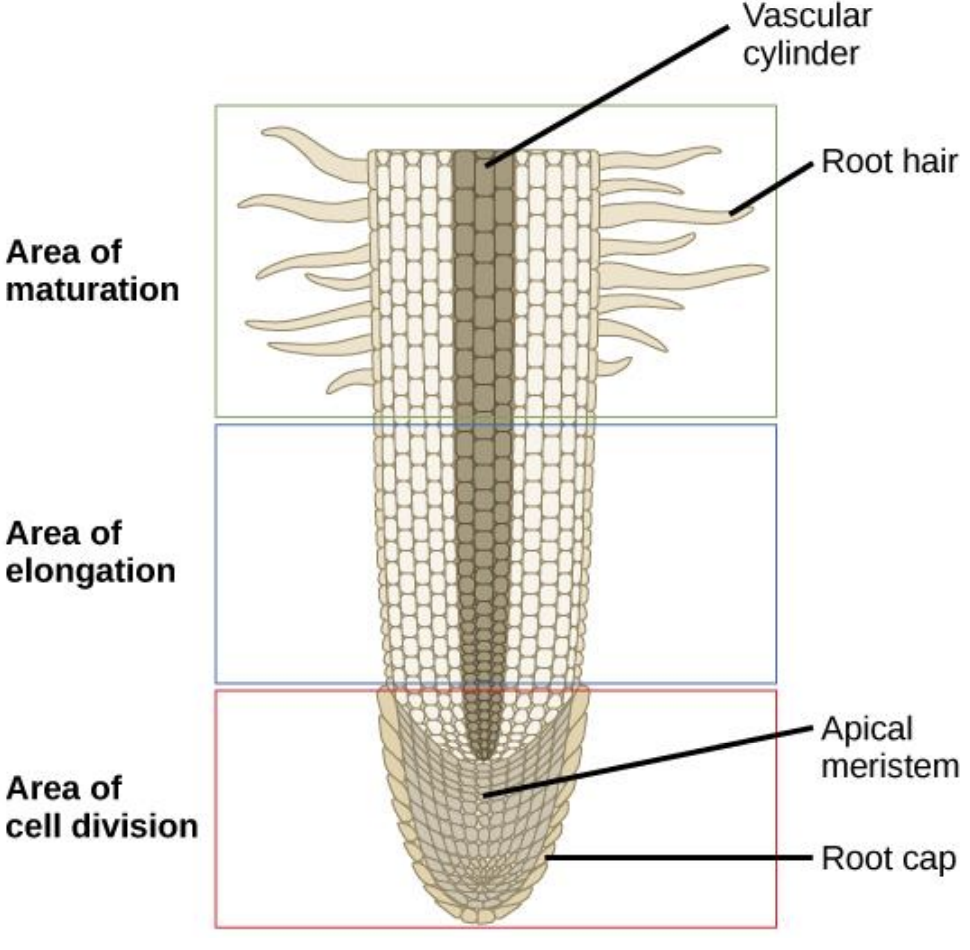 Vascular
cylinder
Root hair
Area of
maturation
Area of
elongation
Apical
meristem
Area of
cell division
Root cap